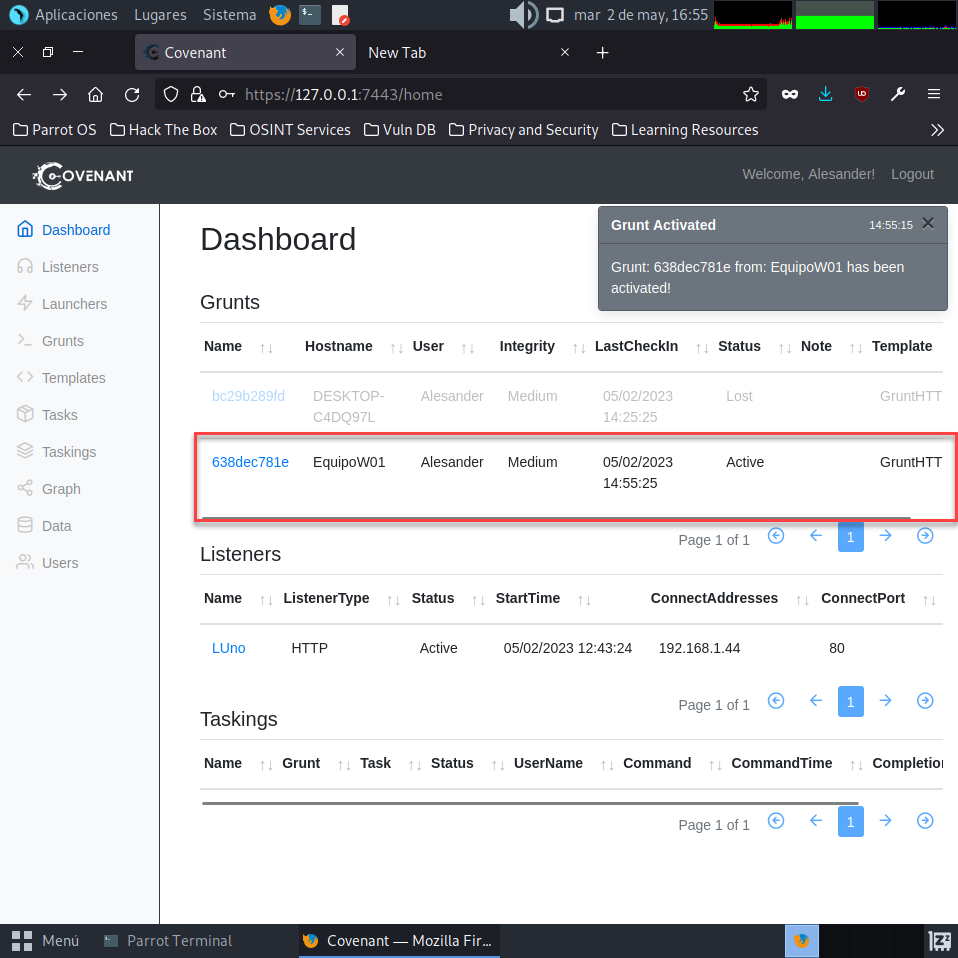 Aplicaciones Lugares Sistema mar 2 de may, 16:55
Covenant New Tab
https://127.0.0.1:7443/home
Parrot OS Hack The Box OSINT Services Vuln DB Privacy and Security Learning Resources
COVENANT Welcome, Alesander! Logout
Dashboard
Listeners
Launchers
Grunts
Templates
Tasks
Taskings
Graph
Data
Users
Dashboard
Grunt Activated 14:55:15
Grunt: 638dec781e from: EquipoW01 has been
activated!
Grunts
Name Hostname User Integrity LastCheckIn Status Note Template
bc29b289fd DESKTOP- Alesander Medium 05/02/2023 Lost GruntHTT
C4DQ97L 14:25:25
638dec781e EquipoW01 Alesander Medium 05/02/2023 Active GruntHTT
14:55:25
Page 1 of 1 1
Listeners
Name ListenerType Status StartTime ConnectAddresses ConnectPort
LUno HTTP Active 05/02/2023 12:43:24 192.168.1.44 80
Page 1 of 1 1
Taskings
Name Grunt Task Status UserName Command CommandTime Completion
Page 1 of 1 1
Menú Parrot Terminal Covenant — Mozilla Fir...